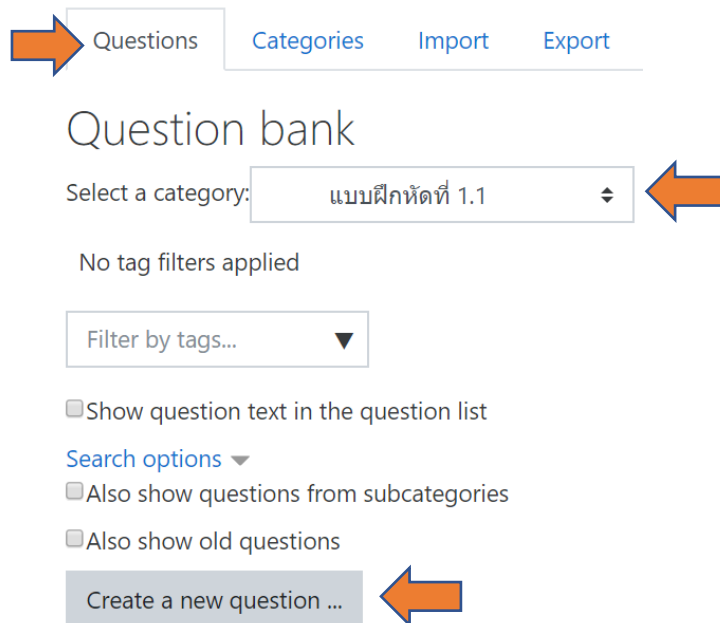 Questions Categories Import Export
Question bank
Select a category: แบบฝึกหัดที่ 1.1
No tag filters applied
Filter by tags...
Show question text in the question list
Search options
Also show questions from subcategories
Also show old questions
Create a new question ...